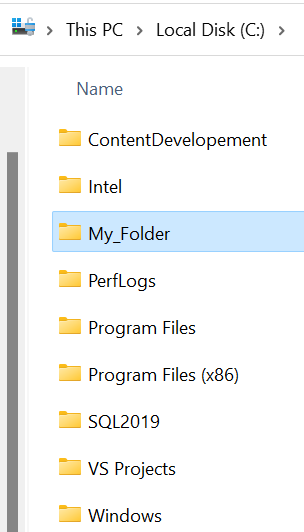 This PC > Local Disk (C:) >
Name
ContentDevelopement
Intel
My_Folder
PerfLogs
Program Files
Program Files (x86)
SQL2019
VS Projects
Windows